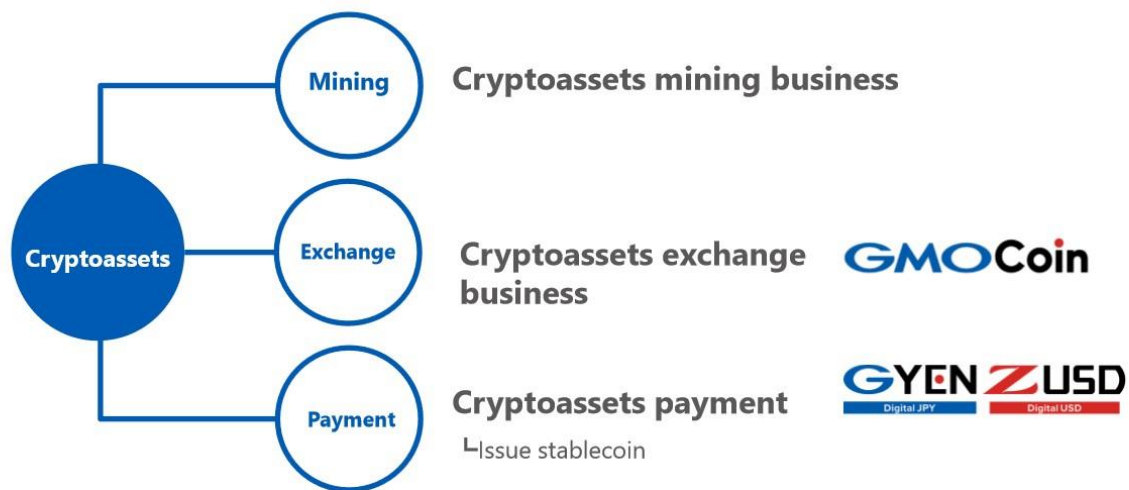 Mining
Cryptoassets mining business
Cryptoassets
Exchange
Cryptoassets exchange
business
GMOCoin
Payment
Cryptoassets payment
Issue stablecoin
GYEN ZUSD
Digital JPY Digital USD